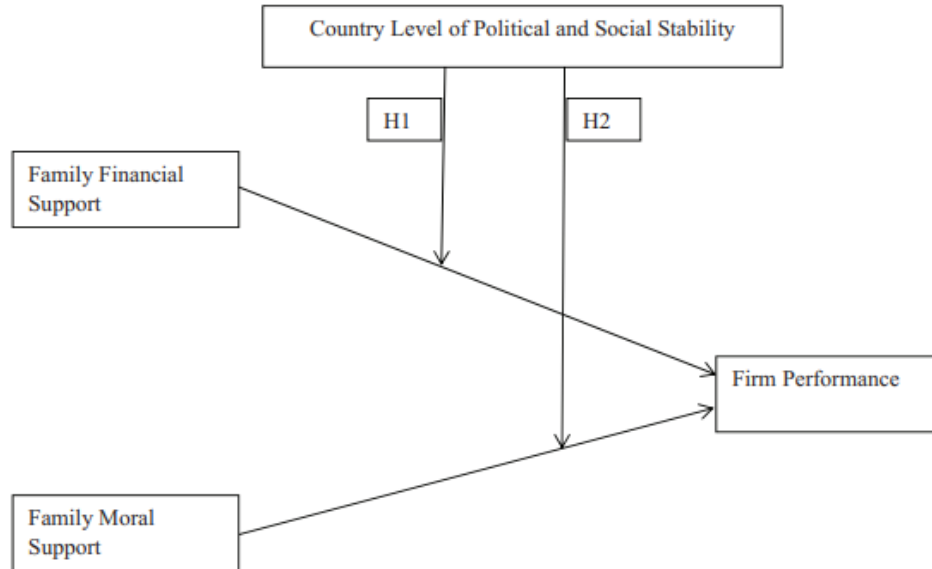 Country Level of Political and Social Stability
H1
H2
Family Financial
Support
Firm Performance
Family Moral
Support